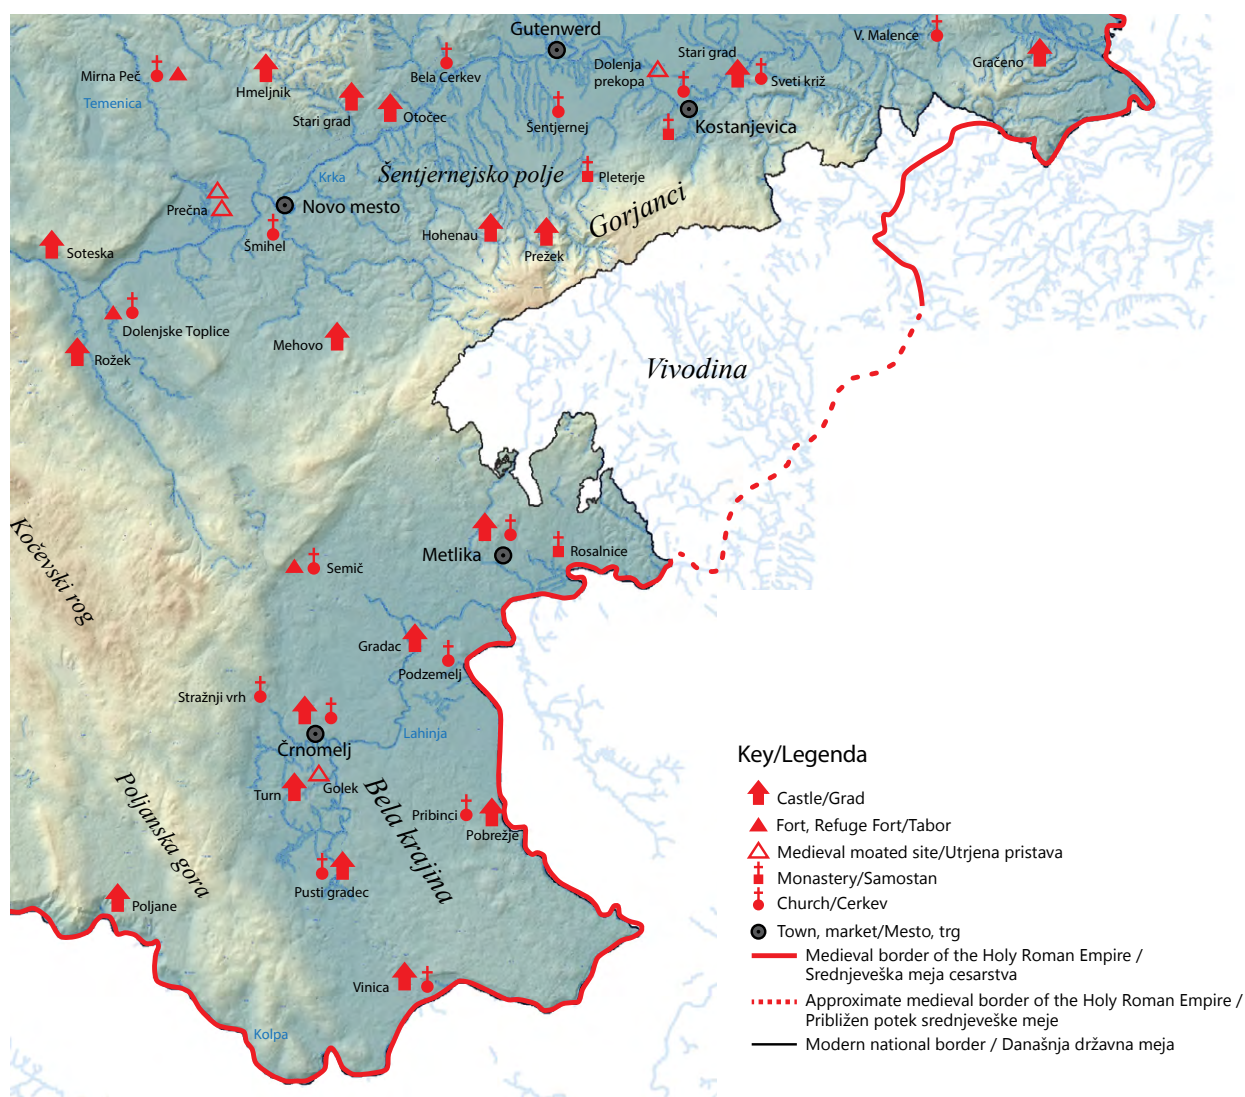 Gutenwerd
V. Malence
Stari grad
Gračeno
Mirna Peč
Bela Cerkev
Dolenja
prekopa
Sveti križ
Hmeljnik
Temenica
Stari grad
Otočec
Šentjernej
Kostanjevica
Krka
Šentjernejsko polje
Pleterje
Prečna
Novo mesto
Gorjanci
Hohenau
Šmihel
Soteska
Prežek
Dolenjske Toplice
Mehovo
Rožek
Vivodina
Kočevski rog
Metlika
Rosalnice
Semič
Gradac
Podzemelj
Stražnji vrh
Lahinja
Črnomelj
Golek
Turn
Bela krajina
Poljanska gora
Pribinci
Pobrežje
Pusti gradec
Poljane
Vinica
Kolpa
Key/Legenda
Castle/Grad
Fort, Refuge Fort/Tabor
Medieval moated site/Utrjena pristava
Monastery/Samostan
Church/Cerkev
Town, market/Mesto, trg
Medieval border of the Holy Roman Empire /
Srednjeveška meja cesarstva
Approximate medieval border of the Holy Roman Empire /
Približen potek srednjeveške meje
Modern national border / Današnja državna meja